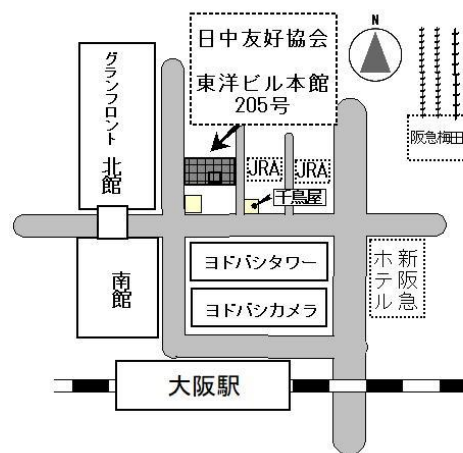 日中友好協会
東洋ビル本館
205号
N
グランフロント
北館
阪急梅田
JRA
JRA
千鳥屋
南館
ヨドバシタワー
ヨドバシカメラ
新阪急
ホテル
大阪駅